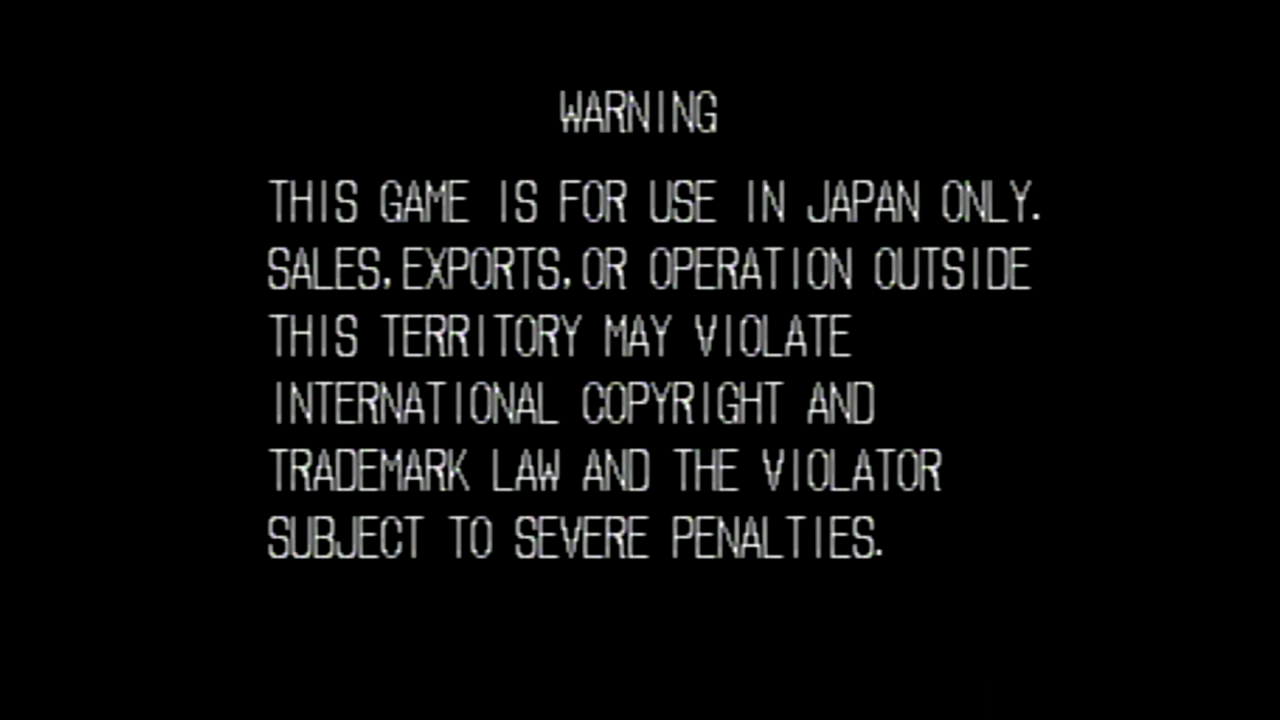 WARNING
THIS GAME IS FOR USE IN JAPAN ONLY.
SALES,EXPORTS,OR OPERATION OUTSIDE
THIS TERRITORY MAY VIOLATE
INTERNATIONAL COPYRIGHT AND
TRADEMARK LAW AND THE VIOLATOR
SUBJECT TO SEVERE PENALTIES.